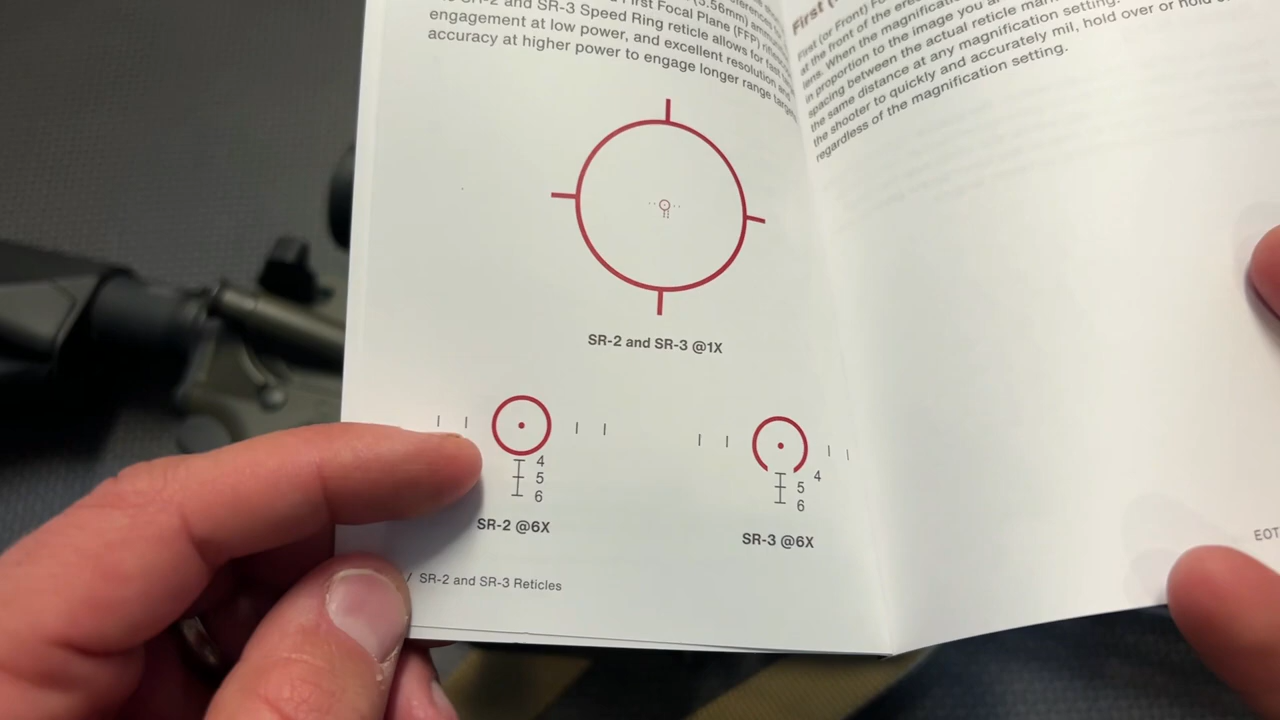 SR-2 and SR-3 Speed Ring reticle allows for fast
engagement at low power, and excellent resolution and
accuracy at higher power to engage longer range targets
SR-2 and SR-3 @1X
4
5
6
SR-2 @6X
4
5
6
SR-3 @6X
/ SR-2 and SR-3 Reticles
First (or Front)
at the front of the
lens. When the magnification
in proportion to the image you
spacing between the actual reticle
the same distance at any magnification setting.
the shooter to quickly and accurately mil, hold over or hold
regardless of the magnification setting.
EOT